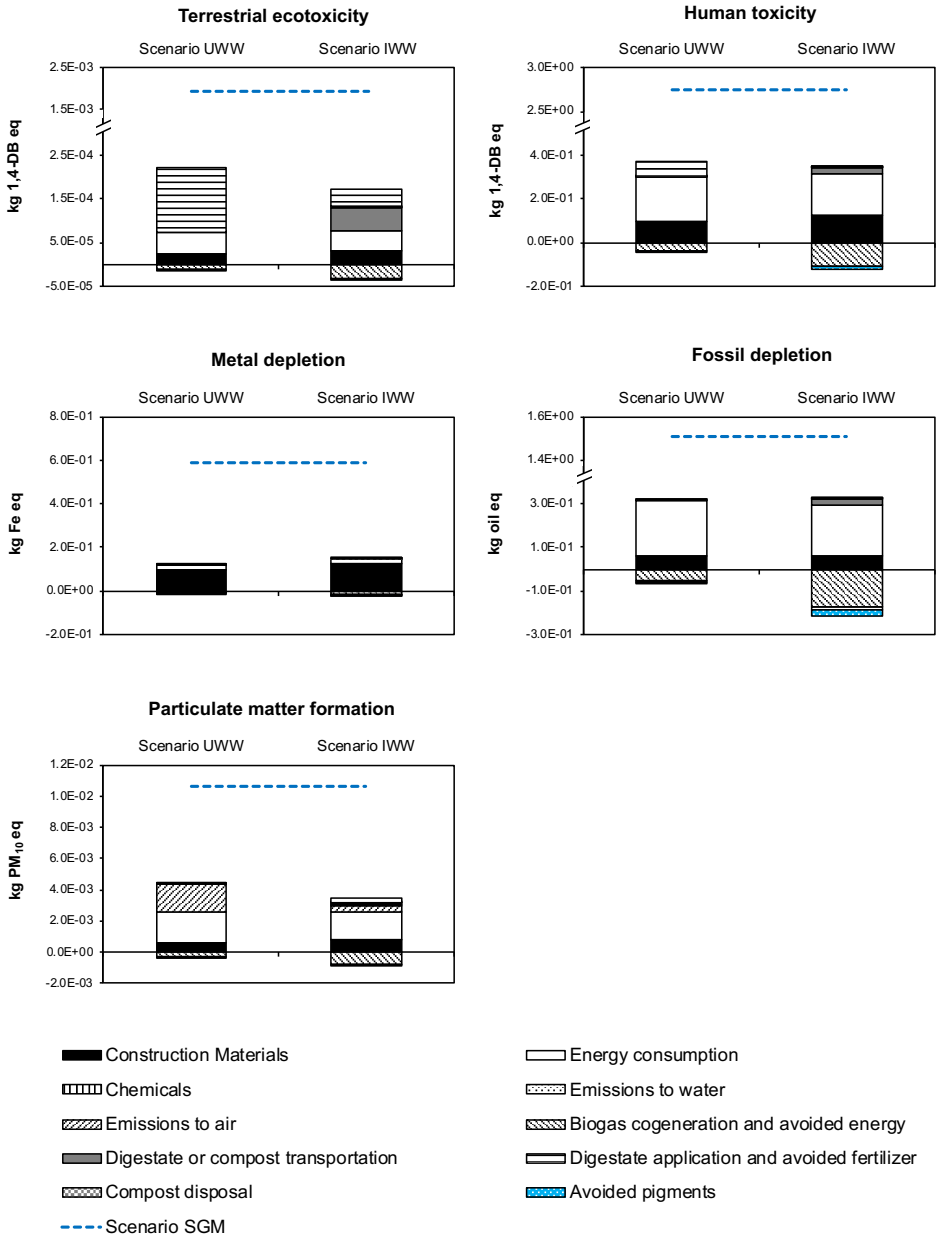 Terrestrial ecotoxicity
Scenario UWW
Scenario IWW
2.5E-03
1.5E-03
2.5E-04
1.5E-04
5.0E-05
-5.0E-05
kg 1,4-DB eq
Human toxicity
Scenario UWW
Scenario IWW
3.0E+00
2.5E+00
4.0E-01
2.0E-01
0.0E+00
-2.0E-01
kg 1,4-DB eq
Metal depletion
Scenario UWW
Scenario IWW
8.0E-01
6.0E-01
4.0E-01
2.0E-01
0.0E+00
-2.0E-01
kg Fe eq
Fossil depletion
Scenario UWW
Scenario IWW
1.6E+00
1.4E+00
3.0E-01
1.0E-01
-1.0E-01
-3.0E-01
kg oil eq
Particulate matter formation
Scenario UWW
Scenario IWW
1.2E-02
1.0E-02
8.0E-03
6.0E-03
4.0E-03
2.0E-03
0.0E+00
-2.0E-03
kg PM₁₀ eq
Construction Materials
Energy consumption
Chemicals
Emissions to water
Emissions to air
Biogas cogeneration and avoided energy
Digestate or compost transportation
Digestate application and avoided fertilizer
Compost disposal
Avoided pigments
Scenario SGM